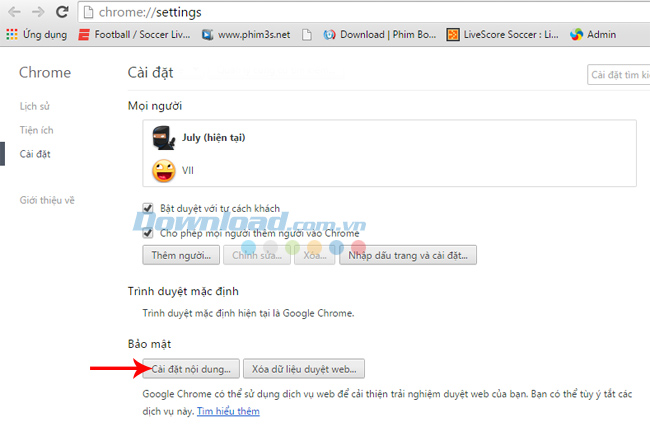 chrome://settings
Ứng dụng Football / Soccer Liv... www.phim3s.net Download | Phim Bo... LiveScore Soccer : Li... Admin
Chrome Cài đặt
Cài đặt tìm ki
Lịch sử
Tiện ích
Cài đặt
Giới thiệu về
Mọi người
July (hiện tại)
VII
Bật duyệt với tư cách khách
Download.com.vn
Cho phép mọi người thêm người vào Chrome
Thêm người... Chỉnh sửa... Xóa... Nhập dấu trang và cài đặt...
Trình duyệt mặc định
Trình duyệt mặc định hiện tại là Google Chrome.
Bảo mật
Cài đặt nội dung... Xóa dữ liệu duyệt web...
Google Chrome có thể sử dụng dịch vụ web để cải thiện trải nghiệm duyệt web của bạn. Bạn có thể tùy ý tắt các
dịch vụ này. Tìm hiểu thêm